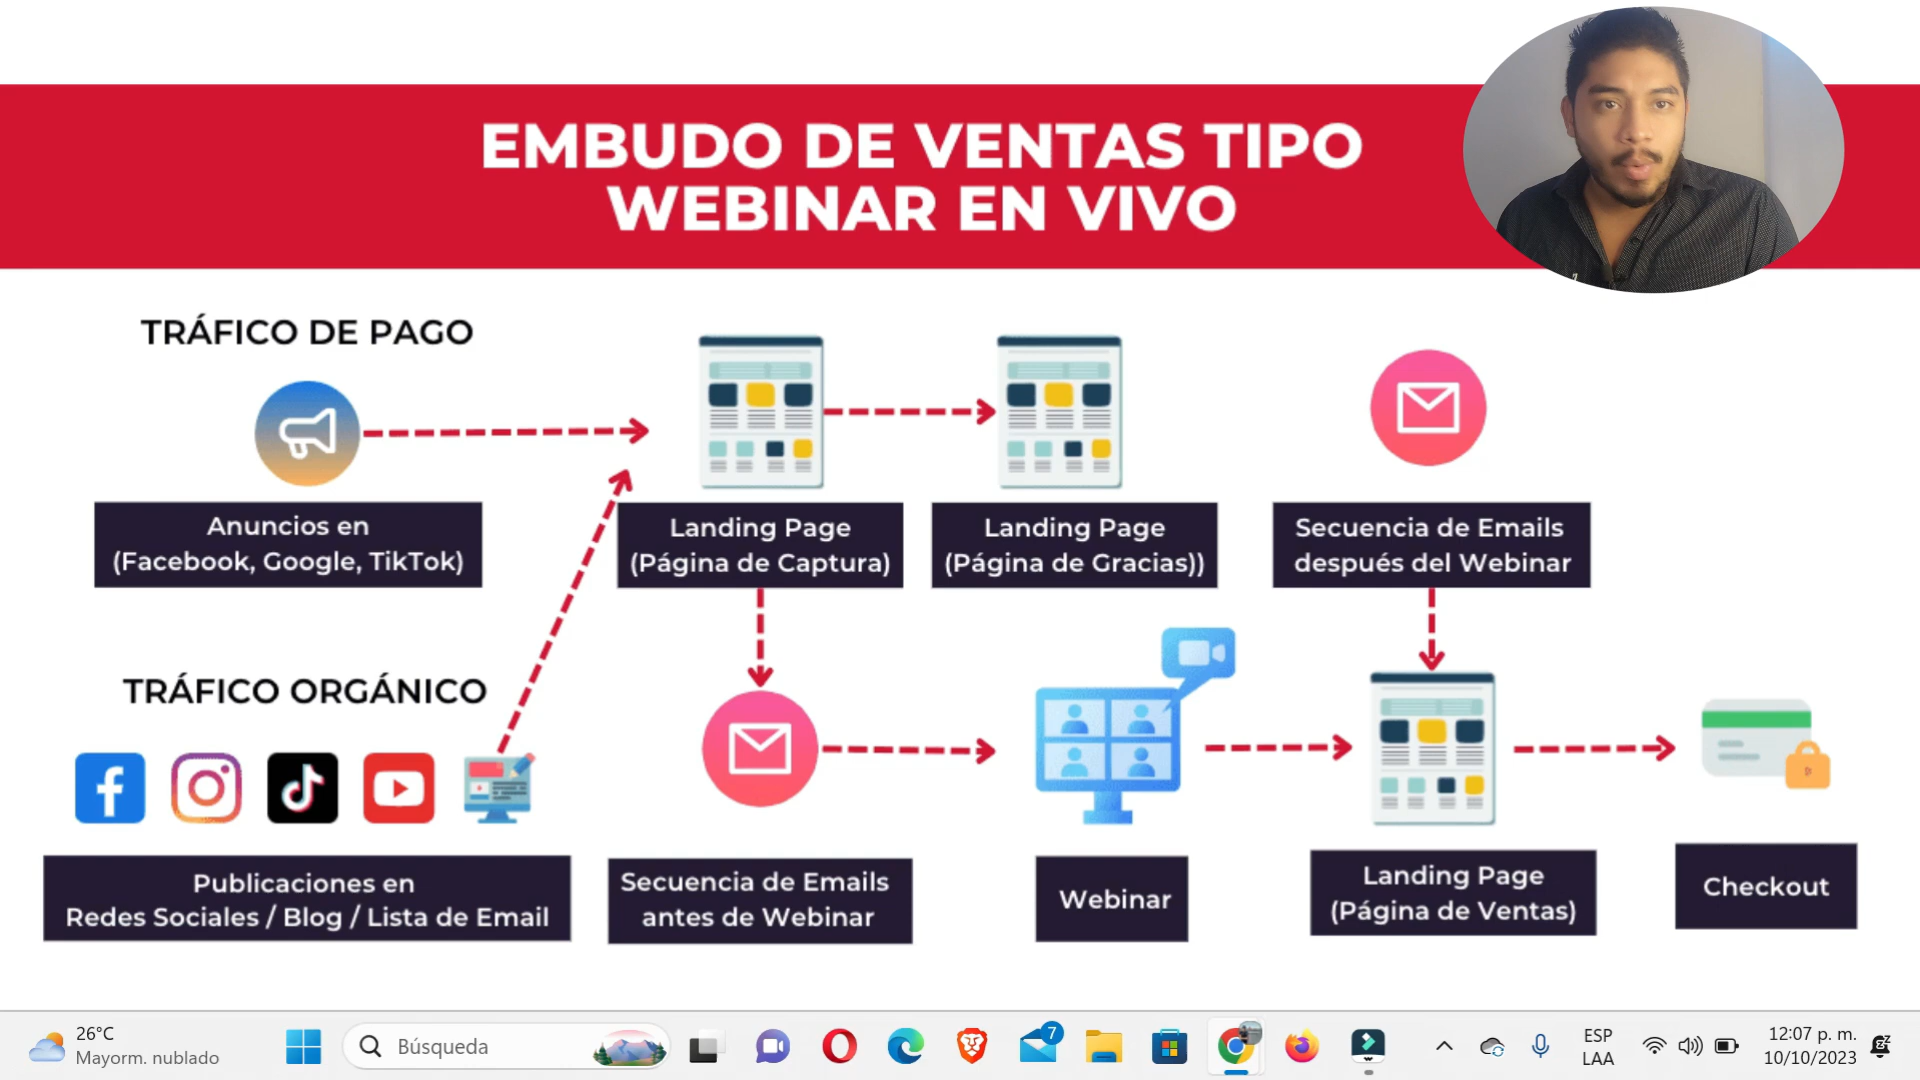 EMBUDO DE VENTAS TIPO
WEBINAR EN VIVO
TRÁFICO DE PAGO
Anuncios en
(Facebook, Google, TikTok)
Landing Page
(Página de Captura)
Landing Page
(Página de Gracias))
Secuencia de Emails
después del Webinar
TRÁFICO ORGÁNICO
Publicaciones en
Redes Sociales / Blog / Lista de Email
Secuencia de Emails
antes de Webinar
Webinar
Landing Page
(Página de Ventas)
Checkout
26°C
Mayorm. nublado
Búsqueda
7
ESP
LAA
12:07 p. m.
10/10/2023